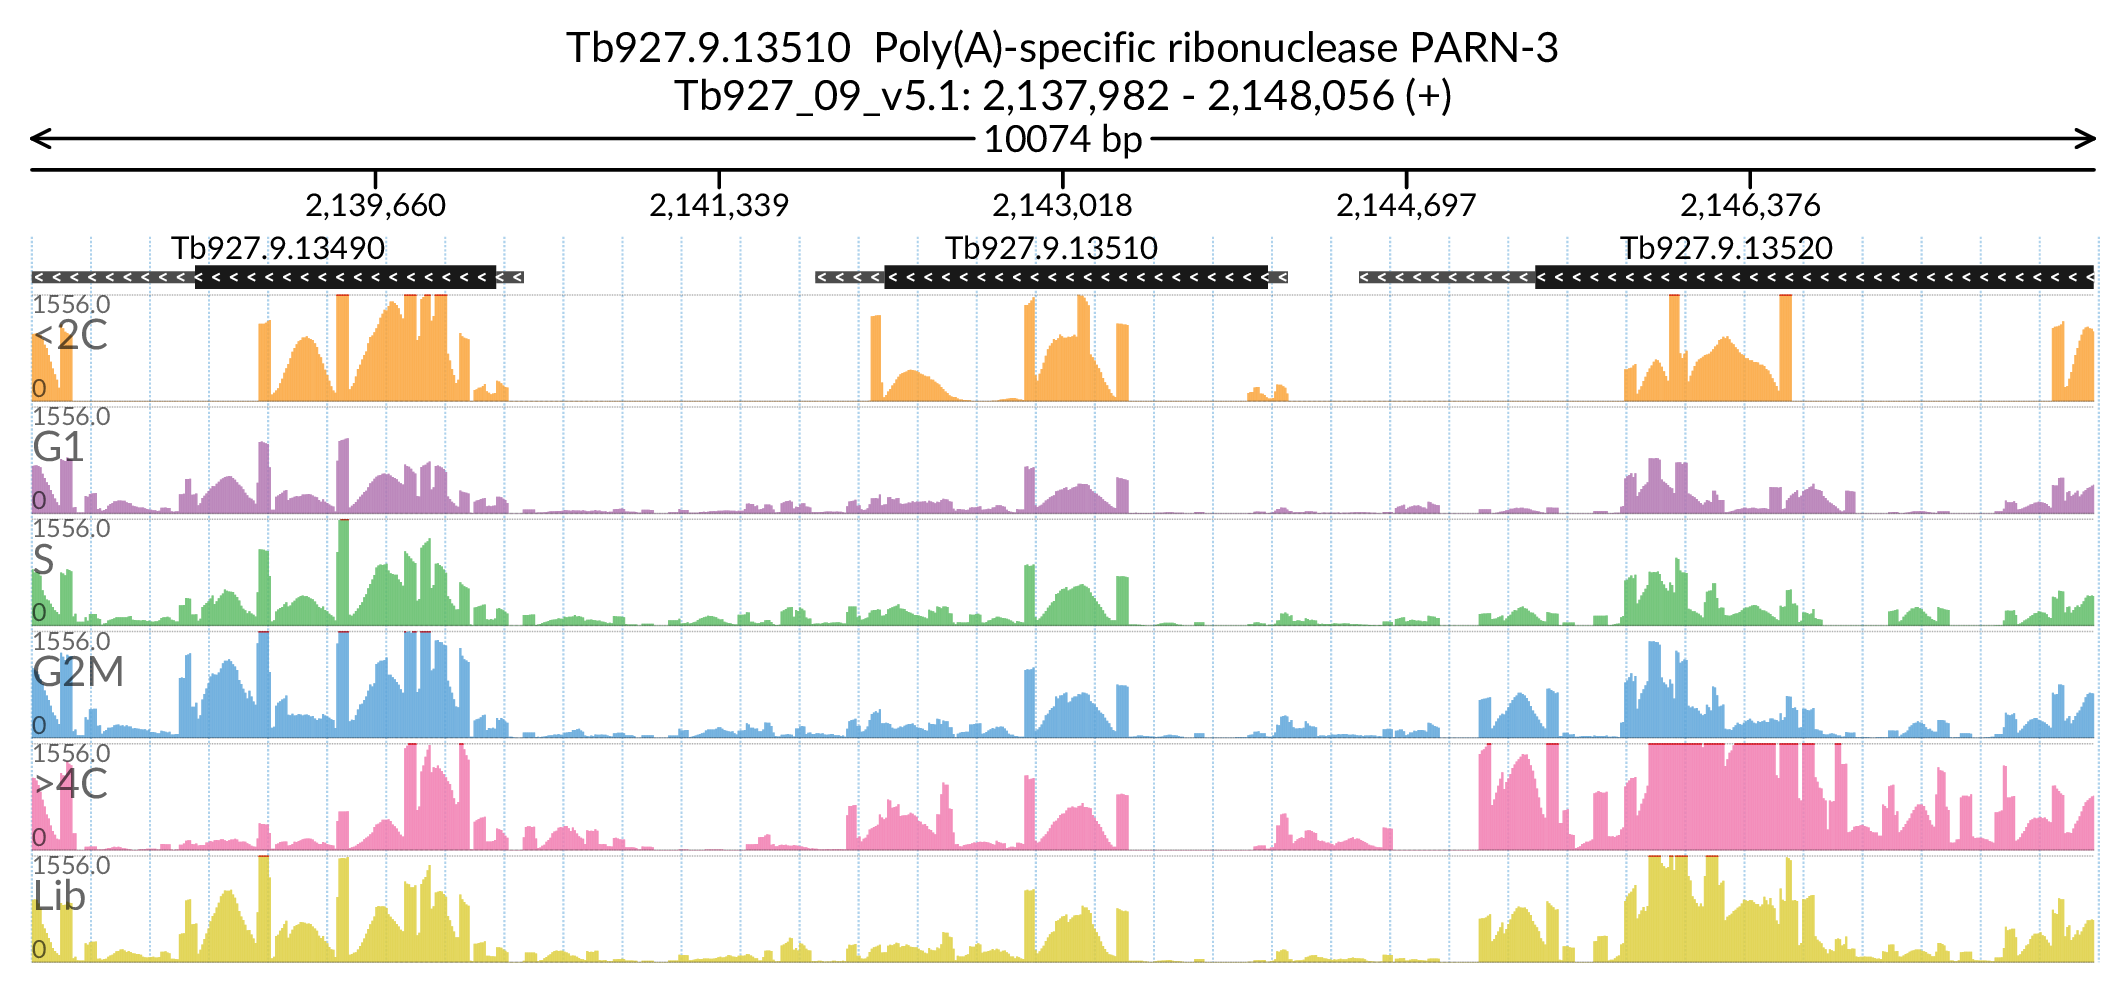 Tb927.9.13510  Poly(A)-specific ribonuclease PARN-3
Tb927_09_v5.1: 2,137,982 - 2,148,056 (+)
10074 bp
2,139,660 2,141,339 2,143,018 2,144,697 2,146,376
Tb927.9.13490 Tb927.9.13510 Tb927.9.13520
1556.0
<2C
0
1556.0
G1
0
1556.0
S
0
1556.0
G2M
0
1556.0
>4C
0
1556.0
Lib
0